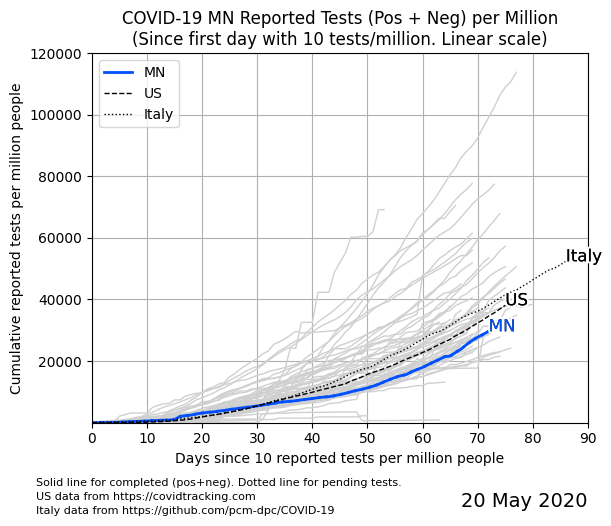 COVID-19 MN Reported Tests (Pos + Neg) per Million
(Since first day with 10 tests/million. Linear scale)
Cumulative reported tests per million people
120000
100000
80000
60000
40000
20000
MN
US
Italy
Italy
US
MN
0 10 20 30 40 50 60 70 80 90
Days since 10 reported tests per million people
Solid line for completed (pos+neg). Dotted line for pending tests.
US data from https://covidtracking.com
Italy data from https://github.com/pcm-dpc/COVID-19
20 May 2020